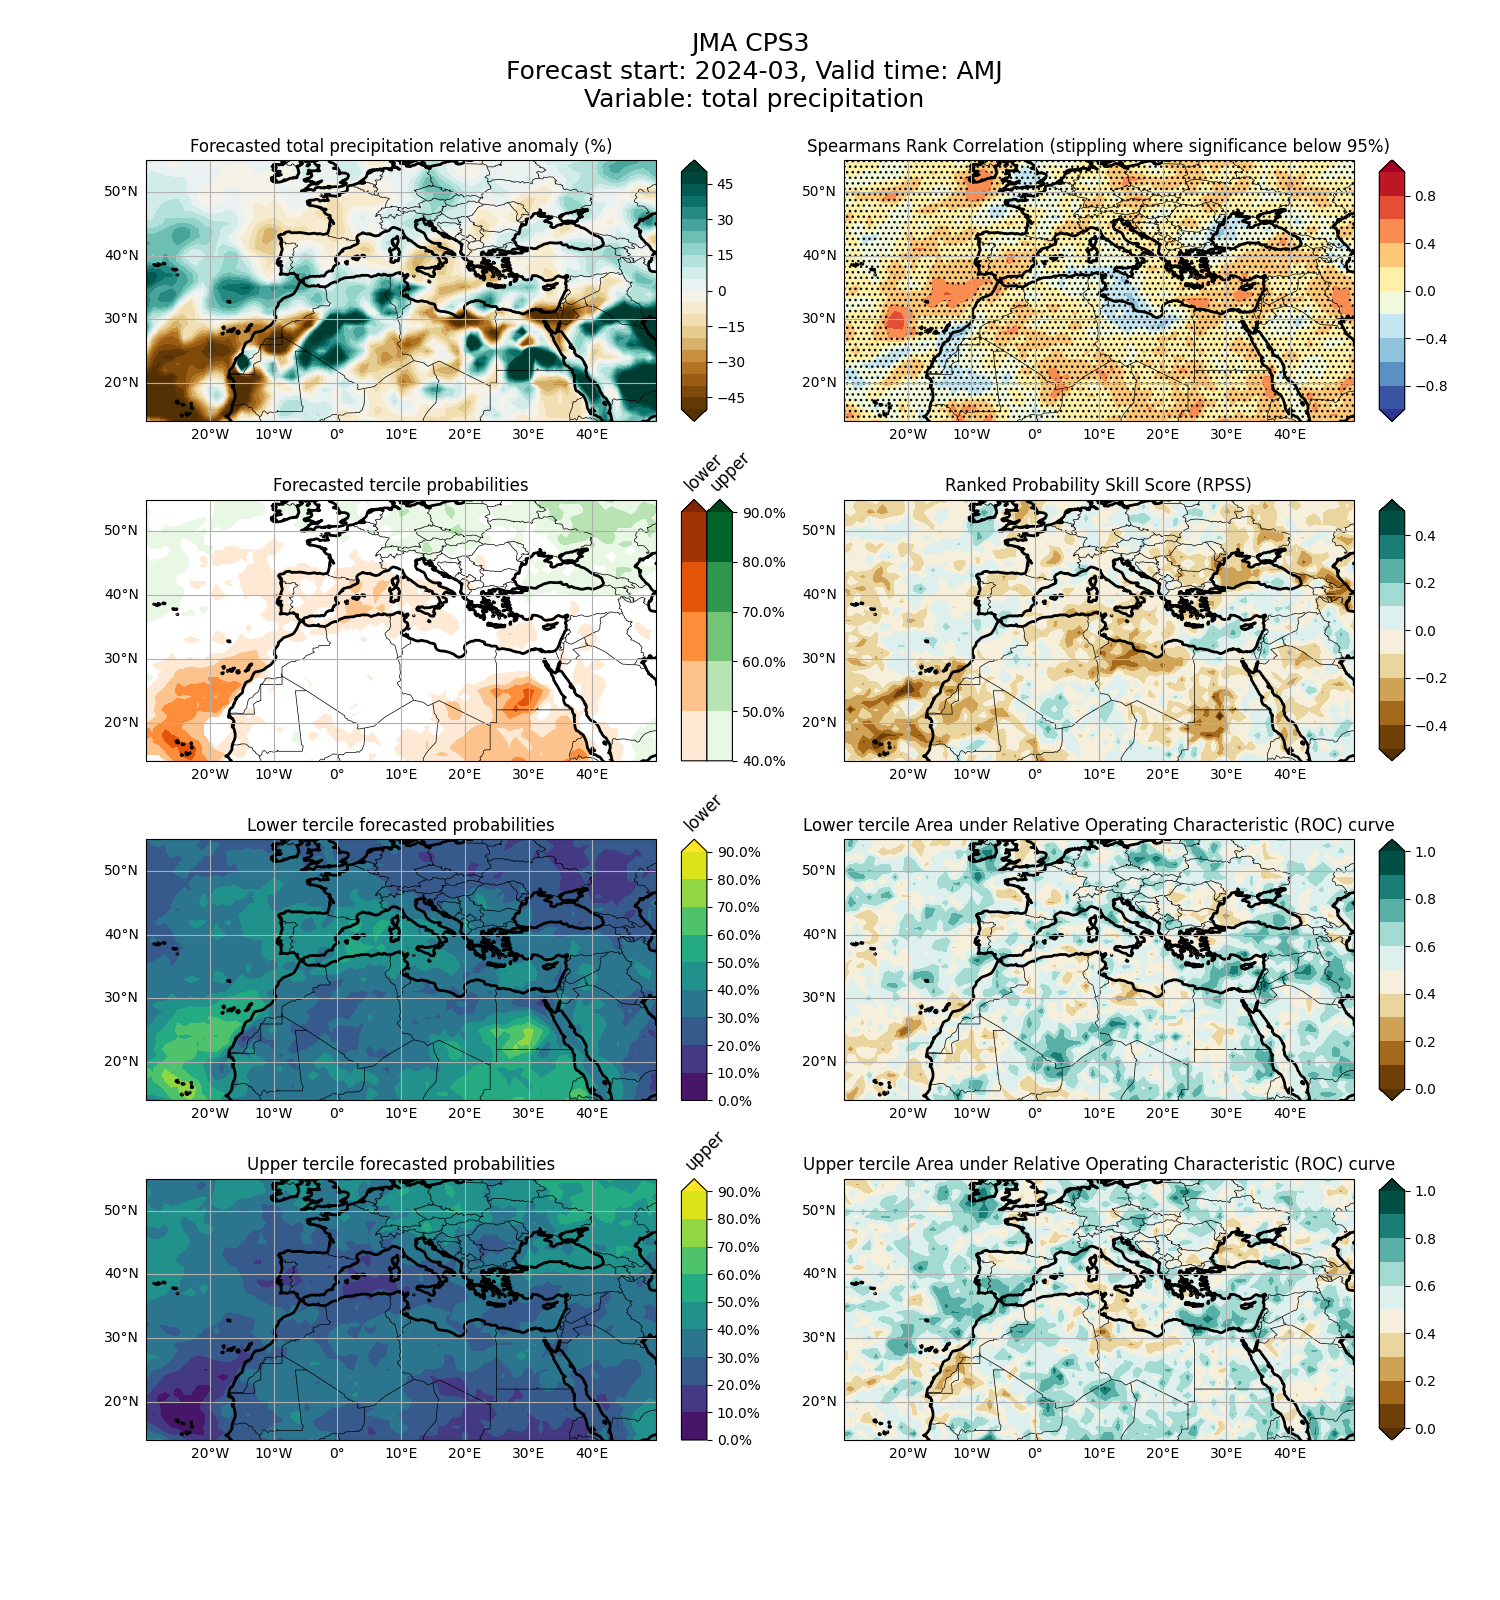 JMA CPS3
Forecast start: 2024-03, Valid time: AMJ
Variable: total precipitation
Forecasted total precipitation relative anomaly (%)
50°N
40°N
30°N
20°N
20°W 10°W 0° 10°E 20°E 30°E 40°E
45
30
15
0
−15
−30
−45
Spearmans Rank Correlation (stippling where significance below 95%)
50°N
40°N
30°N
20°N
20°W 10°W 0° 10°E 20°E 30°E 40°E
0.8
0.4
0.0
−0.4
−0.8
Forecasted tercile probabilities
50°N
40°N
30°N
20°N
20°W 10°W 0° 10°E 20°E 30°E 40°E
lower
upper
90.0%
80.0%
70.0%
60.0%
50.0%
40.0%
Ranked Probability Skill Score (RPSS)
50°N
40°N
30°N
20°N
20°W 10°W 0° 10°E 20°E 30°E 40°E
0.4
0.2
0.0
−0.2
−0.4
Lower tercile forecasted probabilities
50°N
40°N
30°N
20°N
20°W 10°W 0° 10°E 20°E 30°E 40°E
lower
90.0%
80.0%
70.0%
60.0%
50.0%
40.0%
30.0%
20.0%
10.0%
0.0%
Lower tercile Area under Relative Operating Characteristic (ROC) curve
50°N
40°N
30°N
20°N
20°W 10°W 0° 10°E 20°E 30°E 40°E
1.0
0.8
0.6
0.4
0.2
0.0
Upper tercile forecasted probabilities
50°N
40°N
30°N
20°N
20°W 10°W 0° 10°E 20°E 30°E 40°E
upper
90.0%
80.0%
70.0%
60.0%
50.0%
40.0%
30.0%
20.0%
10.0%
0.0%
Upper tercile Area under Relative Operating Characteristic (ROC) curve
50°N
40°N
30°N
20°N
20°W 10°W 0° 10°E 20°E 30°E 40°E
1.0
0.8
0.6
0.4
0.2
0.0